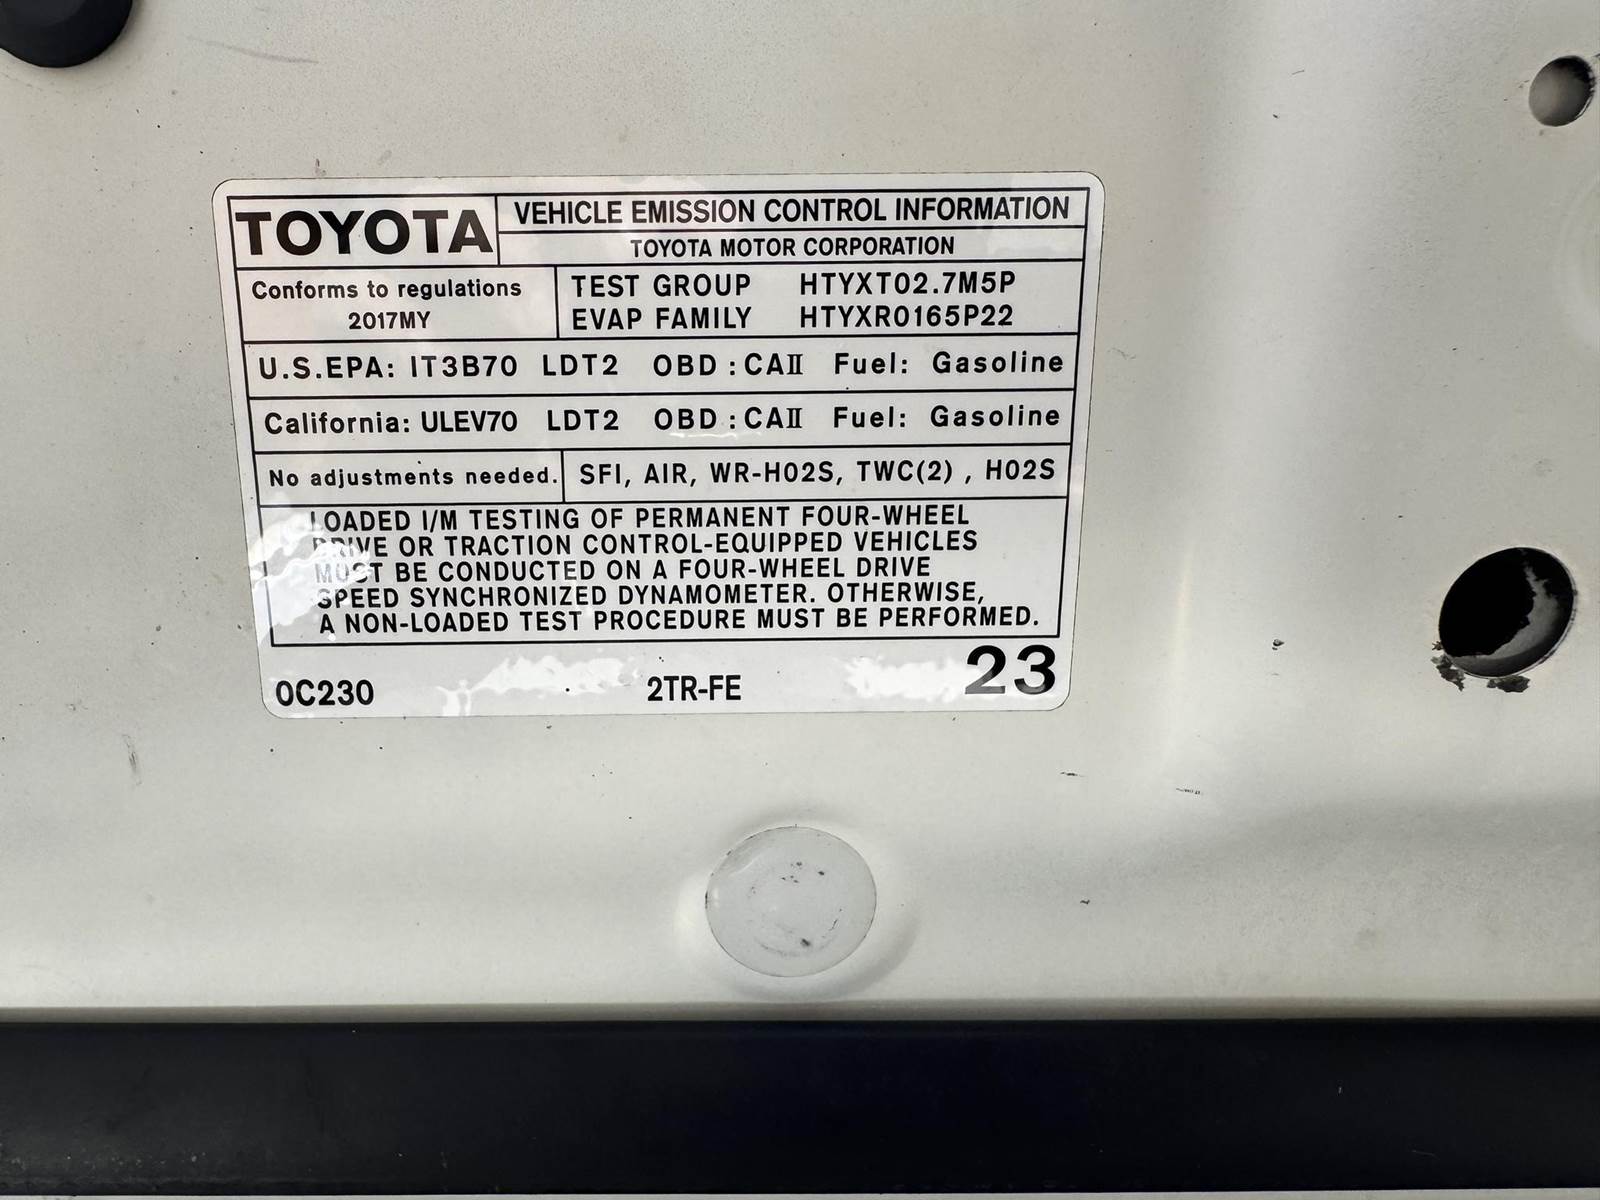 TOYOTA
VEHICLE EMISSION CONTROL INFORMATION
TOYOTA MOTOR CORPORATION
Conforms to regulations
2017MY
TEST GROUP HTYXT02.7M5P
EVAP FAMILY HTYXR0165P22
U.S.EPA: IT3B70 LDT2 OBD : CAⅡ Fuel: Gasoline
California: ULEV70 LDT2 OBD : CAⅡ Fuel: Gasoline
No adjustments needed.
SFI, AIR, WR-HO2S, TWC(2) , HO2S
LOADED I/M TESTING OF PERMANENT FOUR-WHEEL
DRIVE OR TRACTION CONTROL-EQUIPPED VEHICLES
MUST BE CONDUCTED ON A FOUR-WHEEL DRIVE
SPEED SYNCHRONIZED DYNAMOMETER. OTHERWISE,
A NON-LOADED TEST PROCEDURE MUST BE PERFORMED.
0C230 2TR-FE 23